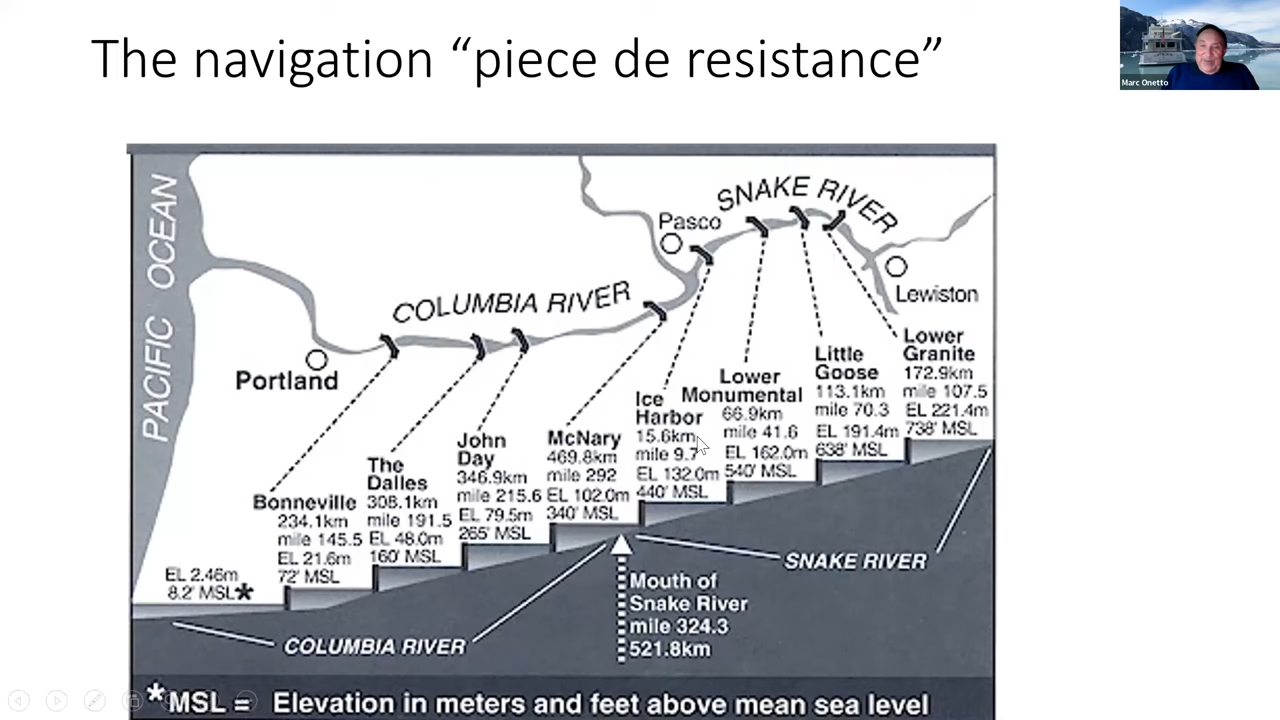 The navigation “piece de resistance”
Marc Onetto
PACIFIC OCEAN
SNAKE RIVER
Pasco
COLUMBIA RIVER
Lewiston
Portland
Bonneville
234.1km
mile 145.5
EL 21.6m
72' MSL
The
Dalles
308.1km
mile 191.5
EL 48.0m
160' MSL
John
Day
346.9km
mile 215.6
EL 79.5m
265' MSL
McNary
469.8km
mile 292
EL 102.0m
340' MSL
Ice
Harbor
15.6km
mile 9.7
EL 132.0m
440' MSL
Lower
Monumental
66.9km
mile 41.6
EL 162.0m
540' MSL
Little
Goose
113.1km
mile 70.3
EL 191.4m
638' MSL
Lower
Granite
172.9km
mile 107.5
EL 221.4m
738' MSL
EL 2.46m
8.2' MSL*
SNAKE RIVER
Mouth of
Snake River
mile 324.3
521.8km
COLUMBIA RIVER
*MSL = Elevation in meters and feet above mean sea level